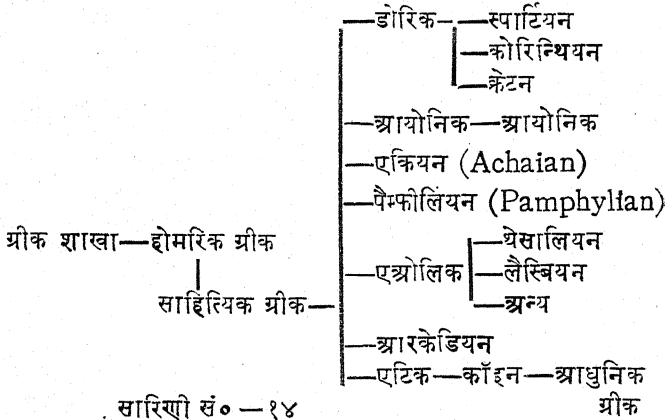 डोरिक — स्पार्टियन
कोरिन्थियन
क्रेटन
आयोनिक — आयोनिक
एकियन (Achaian)
पैम्फीलियन (Pamphylian)
ग्रीक शाखा — होमरिक ग्रीक
थेसालियन
एओलिक — लैस्बियन
साहित्यिक ग्रीक —
अन्य
आरकेडियन
एटिक — कॉइन — आधुनिक
ग्रीक
सारिणी सं० — १४